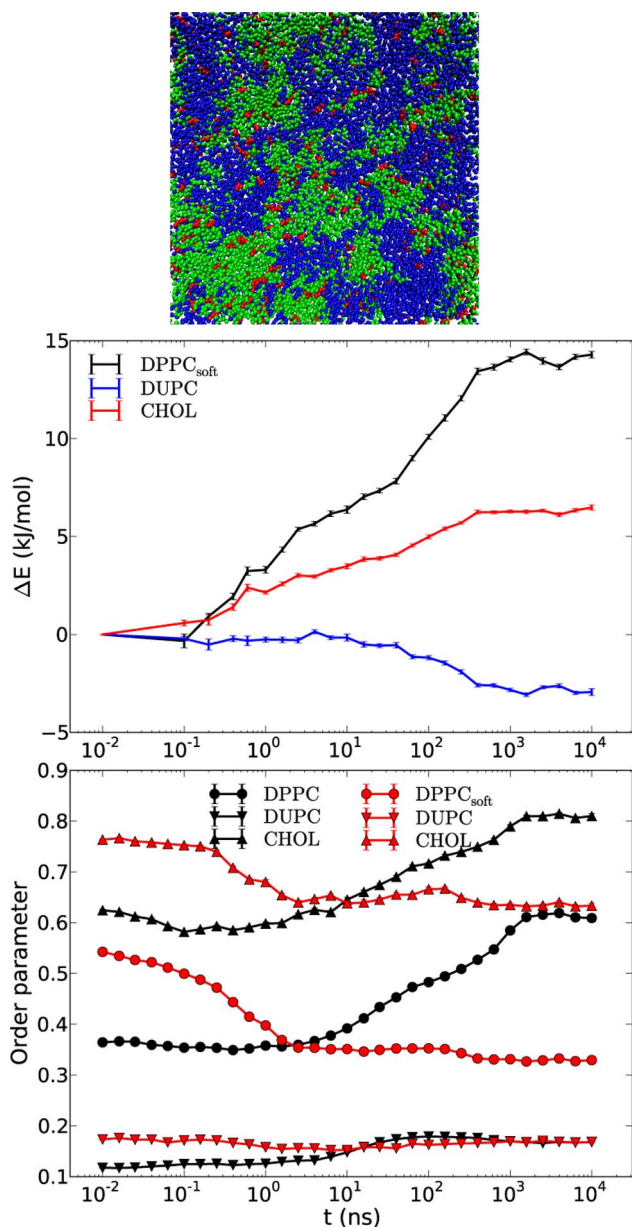 15
10
5
0
−5
ΔE (kJ/mol)
DPPC_soft
DUPC
CHOL
10^-2 10^-1 10^0 10^1 10^2 10^3 10^4
0.9
0.8
0.7
0.6
0.5
0.4
0.3
0.2
0.1
Order parameter
DPPC DPPC_soft
DUPC DUPC
CHOL CHOL
10^-2 10^-1 10^0 10^1 10^2 10^3 10^4
t (ns)